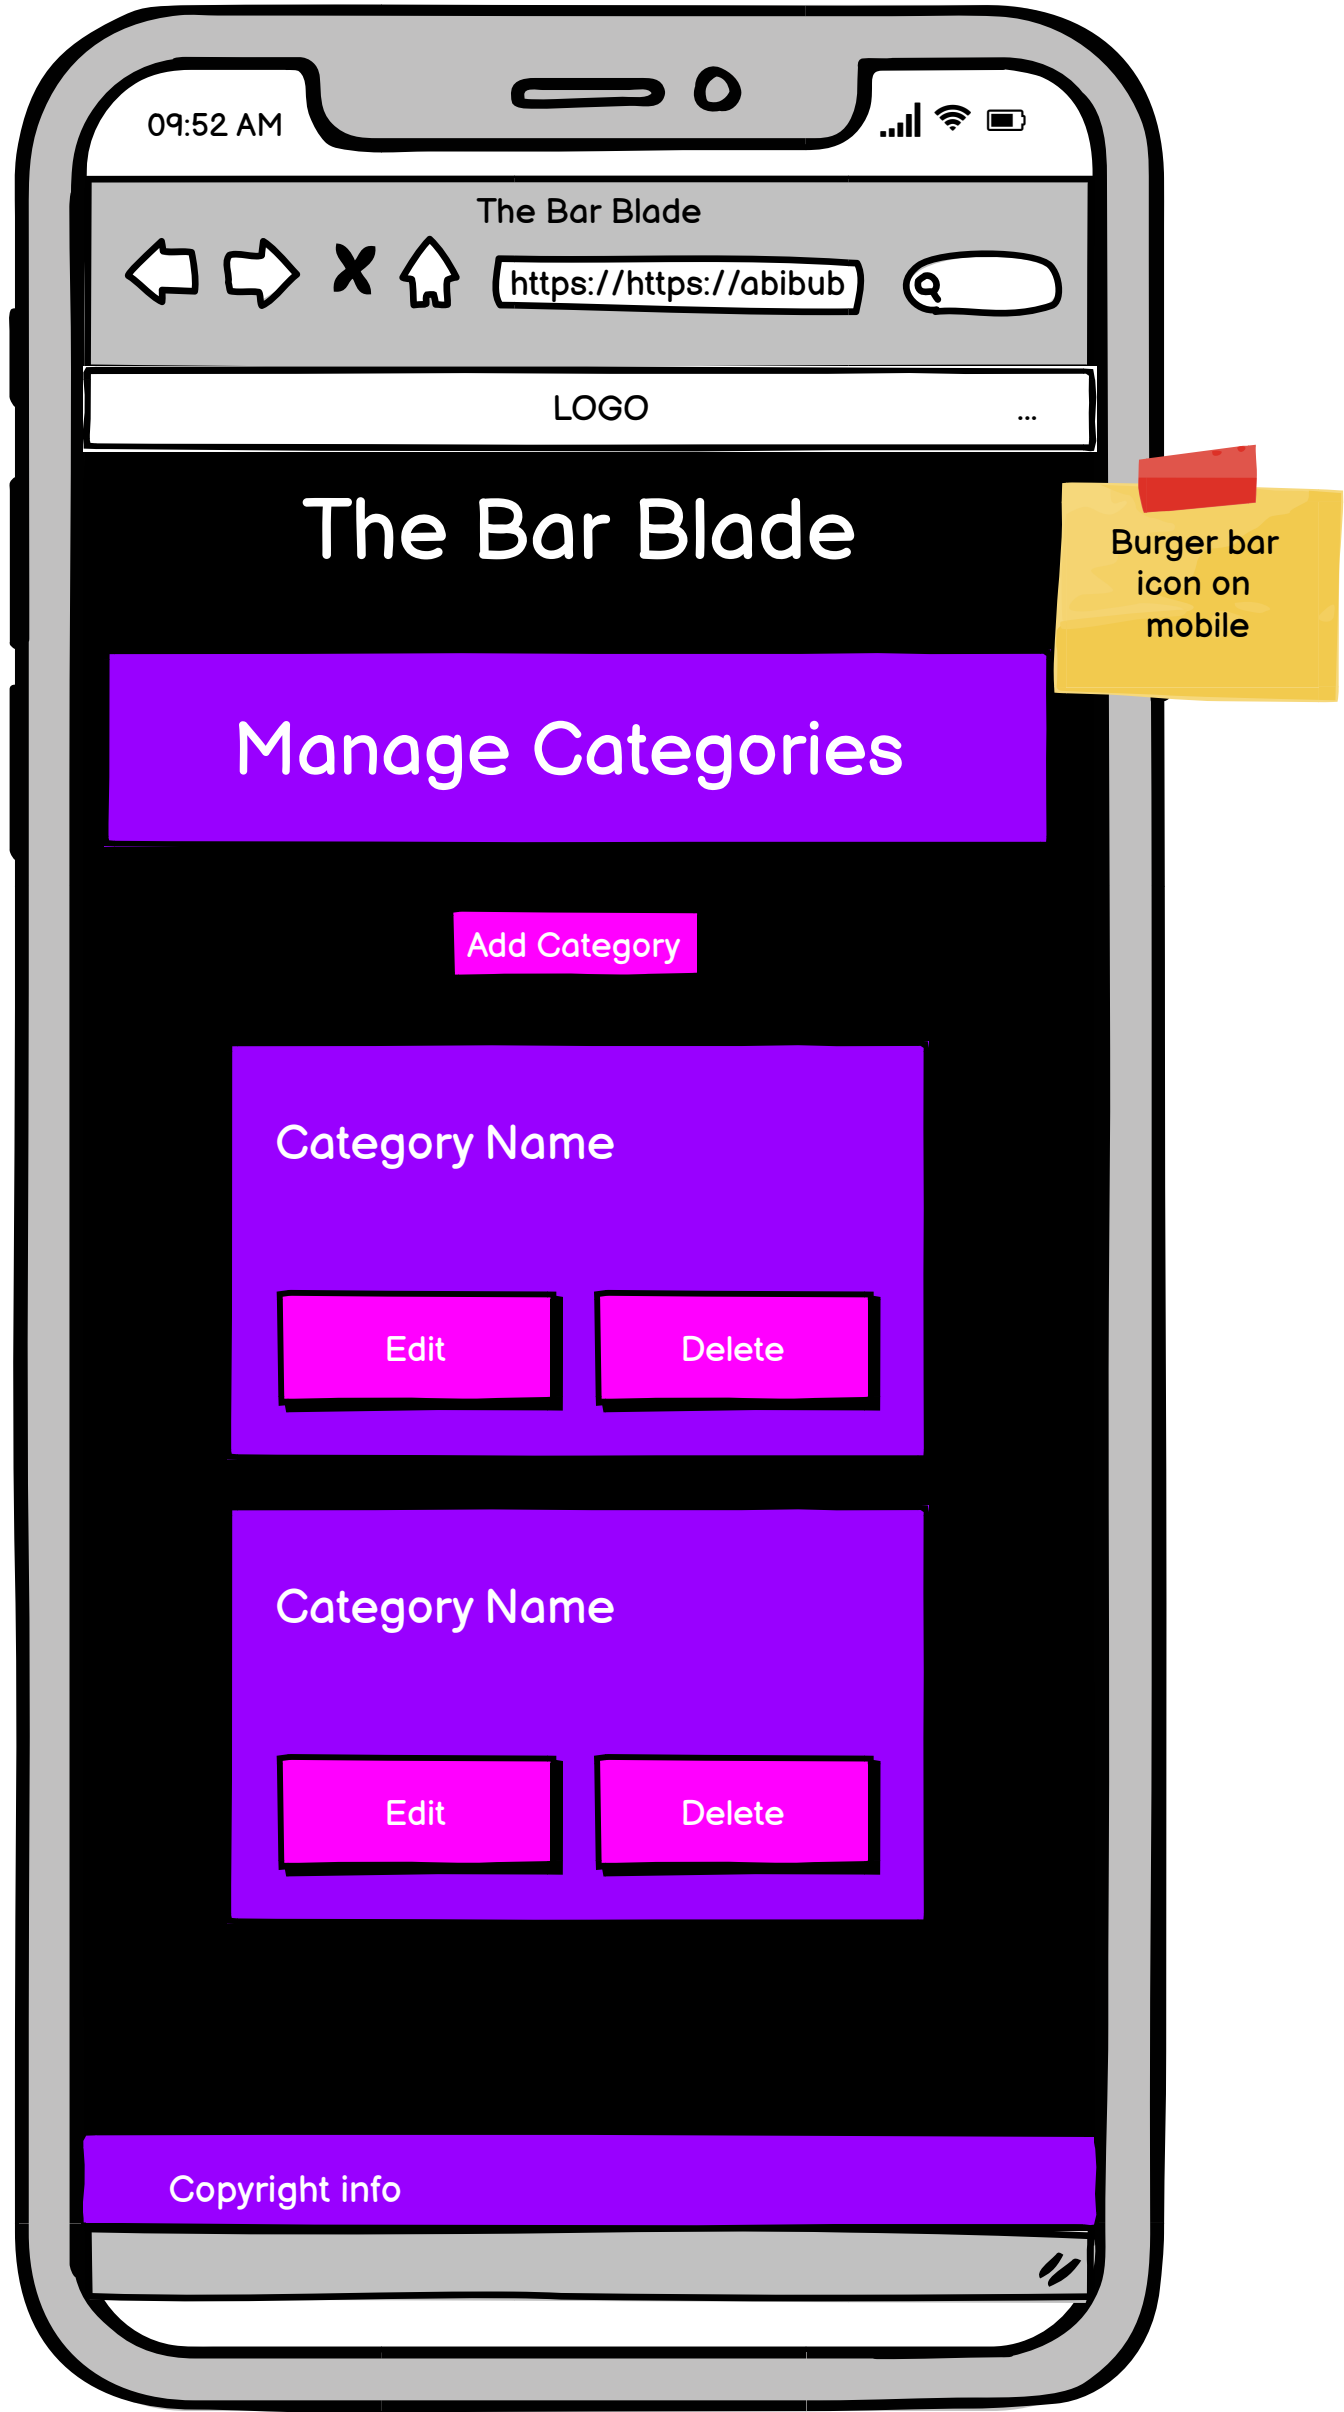 09:52 AM
The Bar Blade
https://https://abibub
LOGO
...
The Bar Blade
Burger bar
icon on
mobile
Manage Categories
Add Category
Category Name
Edit
Delete
Category Name
Edit
Delete
Copyright info